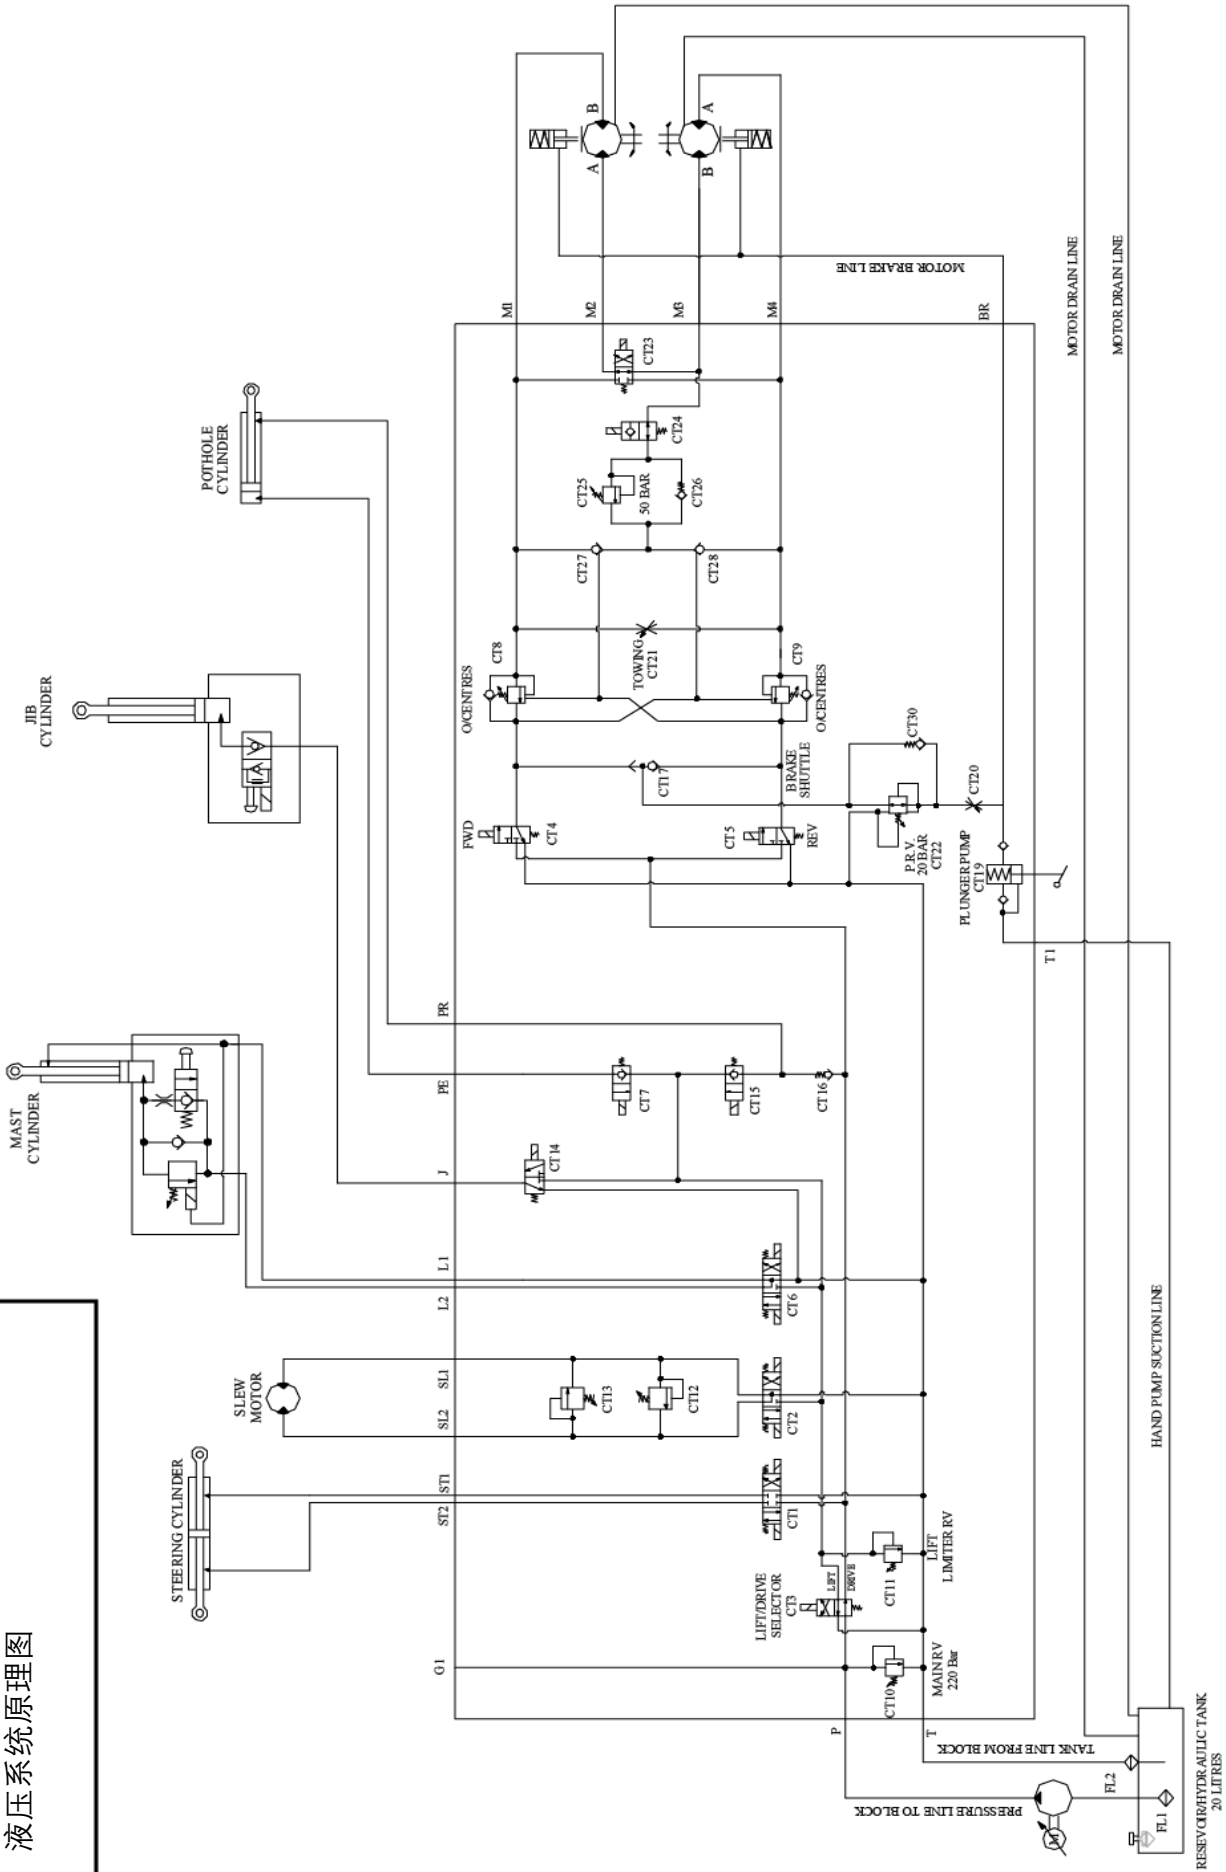 液压系统原理图
STEERING CYLINDER
SLEW
MOTOR
MAST
CYLINDER
JIB
CYLINDER
POTHOLE
CYLINDER
G1
ST2
ST1
SL2
SL1
L2
L1
J
PE
PR
M1
M2
M3
M4
BR
A
B
B
A
MOTOR BRAKE LINE
MOTOR DRAIN LINE
MOTOR DRAIN LINE
CT23
CT24
CT25
50 BAR
CT26
CT27
CT28
O/CENTRES
CT8
TOWING
CT21
CT9
O/CENTRES
CT17
BRAKE
SHUTTLE
FWD
CT4
CT5
REV
CT30
CT20
P.R.V.
20 BAR
CT22
PLUNGER PUMP
CT19
T1
CT7
CT15
CT16
CT14
CT6
CT13
CT12
CT2
CT1
LIFT/DRIVE
SELECTOR
CT3
LIFT
DRIVE
CT11
LIFT
LIMITER RV
CT10
MAIN RV
220 Bar
P
T
TANK LINE FROM BLOCK
PRESSURE LINE TO BLOCK
HAND PUMP SUCTION LINE
M
FL2
FL1
RESEVOIR/HYDRAULIC TANK
20 LITRES